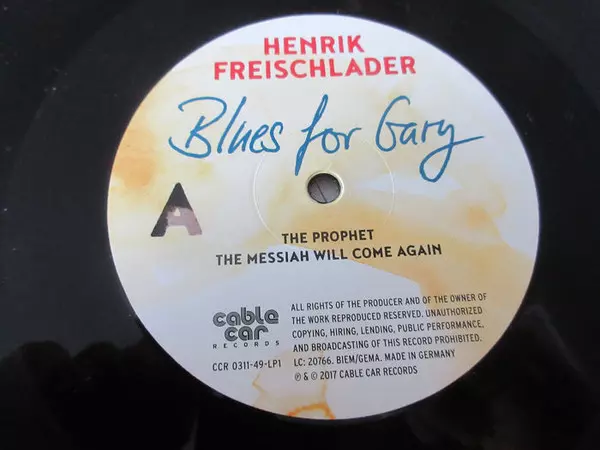 HENRIK
FREISCHLADER
Blues for Gary
A
THE PROPHET
THE MESSIAH WILL COME AGAIN
cable
car
RECORDS
CCR 0311-49-LP1
ALL RIGHTS OF THE PRODUCER AND OF THE OWNER OF
THE WORK REPRODUCED RESERVED. UNAUTHORIZED
COPYING, HIRING, LENDING, PUBLIC PERFORMANCE,
AND BROADCASTING OF THIS RECORD PROHIBITED.
LC: 20766. BIEM/GEMA. MADE IN GERMANY
℗ & © 2017 CABLE CAR RECORDS